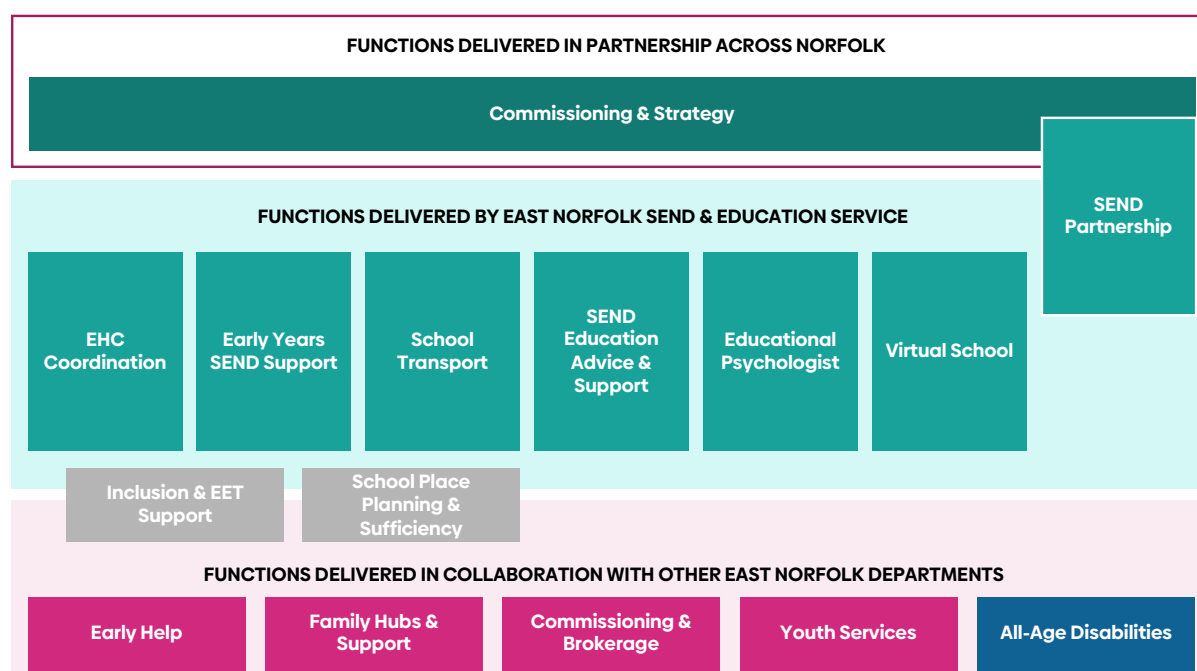 FUNCTIONS DELIVERED IN PARTNERSHIP ACROSS NORFOLK
Commissioning & Strategy
SEND
Partnership
FUNCTIONS DELIVERED BY EAST NORFOLK SEND & EDUCATION SERVICE
EHC
Coordination
Early Years
SEND Support
School
Transport
SEND
Education
Advice &
Support
Educational
Psychologist
Virtual School
Inclusion & EET
Support
School Place
Planning &
Sufficiency
FUNCTIONS DELIVERED IN COLLABORATION WITH OTHER EAST NORFOLK DEPARTMENTS
Early Help
Family Hubs &
Support
Commissioning &
Brokerage
Youth Services
All-Age Disabilities